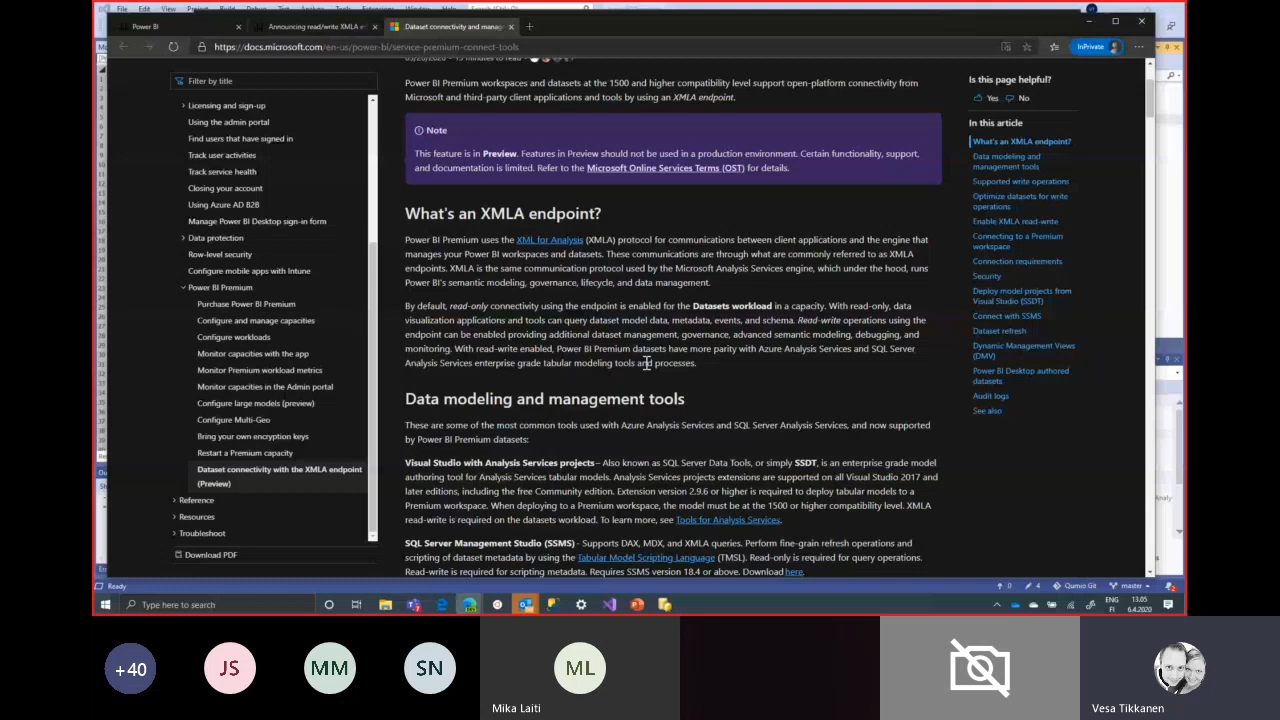 File Edit View Project Build Debug
Power BI
Announcing read/write XMLA e
Dataset connectivity and manag
https://docs.microsoft.com/en-us/power-bi/service-premium-connect-tools
InPrivate
Filter by title
Licensing and sign-up
Using the admin portal
Find users that have signed in
Track user activities
Track service health
Closing your account
Using Azure AD B2B
Manage Power BI Desktop sign-in form
Data protection
Row-level security
Configure mobile apps with Intune
Power BI Premium
Purchase Power BI Premium
Configure and manage capacities
Configure workloads
Monitor capacities with the app
Monitor Premium workload metrics
Monitor capacities in the Admin portal
Configure large models (preview)
Configure Multi-Geo
Bring your own encryption keys
Restart a Premium capacity
Dataset connectivity with the XMLA endpoint
(Preview)
Reference
Resources
Troubleshoot
Download PDF
Power BI Premium workspaces and datasets at the 1500 and higher compatibility level support open-platform connectivity from
Microsoft and third-party client applications and tools by using an XMLA endpoint.
Note
This feature is in Preview. Features in Preview should not be used in a production environment. Certain functionality, support,
and documentation is limited. Refer to the Microsoft Online Services Terms (OST) for details.
What's an XMLA endpoint?
Power BI Premium uses the XML for Analysis (XMLA) protocol for communications between client applications and the engine that
manages your Power BI workspaces and datasets. These communications are through what are commonly referred to as XMLA
endpoints. XMLA is the same communication protocol used by the Microsoft Analysis Services engine, which under the hood, runs
Power BI's semantic modeling, governance, lifecycle, and data management.
By default, read-only connectivity using the endpoint is enabled for the Datasets workload in a capacity. With read-only, data
visualization applications and tools can query dataset model data, metadata, events, and schema. Read-write operations using the
endpoint can be enabled providing additional dataset management, governance, advanced semantic modeling, debugging, and
monitoring. With read-write enabled, Power BI Premium datasets have more parity with Azure Analysis Services and SQL Server
Analysis Services enterprise grade tabular modeling tools and processes.
Data modeling and management tools
These are some of the most common tools used with Azure Analysis Services and SQL Server Analysis Services, and now supported
by Power BI Premium datasets:
Visual Studio with Analysis Services projects– Also known as SQL Server Data Tools, or simply SSDT, is an enterprise grade model
authoring tool for Analysis Services tabular models. Analysis Services projects extensions are supported on all Visual Studio 2017 and
later editions, including the free Community edition. Extension version 2.9.6 or higher is required to deploy tabular models to a
Premium workspace. When deploying to a Premium workspace, the model must be at the 1500 or higher compatibility level. XMLA
read-write is required on the datasets workload. To learn more, see Tools for Analysis Services.
SQL Server Management Studio (SSMS) - Supports DAX, MDX, and XMLA queries. Perform fine-grain refresh operations and
scripting of dataset metadata by using the Tabular Model Scripting Language (TMSL). Read-only is required for query operations.
Read-write is required for scripting metadata. Requires SSMS version 18.4 or above. Download here.
Is this page helpful?
Yes No
In this article
What's an XMLA endpoint?
Data modeling and
management tools
Supported write operations
Optimize datasets for write
operations
Enable XMLA read-write
Connecting to a Premium
workspace
Connection requirements
Security
Deploy model projects from
Visual Studio (SSDT)
Connect with SSMS
Dataset refresh
Dynamic Management Views
(DMV)
Power BI Desktop authored
datasets
Audit logs
See also
Ready
0 4 Qumio Git master
Type here to search
ENG
FI
13.05
6.4.2020
+40
JS
MM
SN
ML
Mika Laiti
Vesa Tikkanen